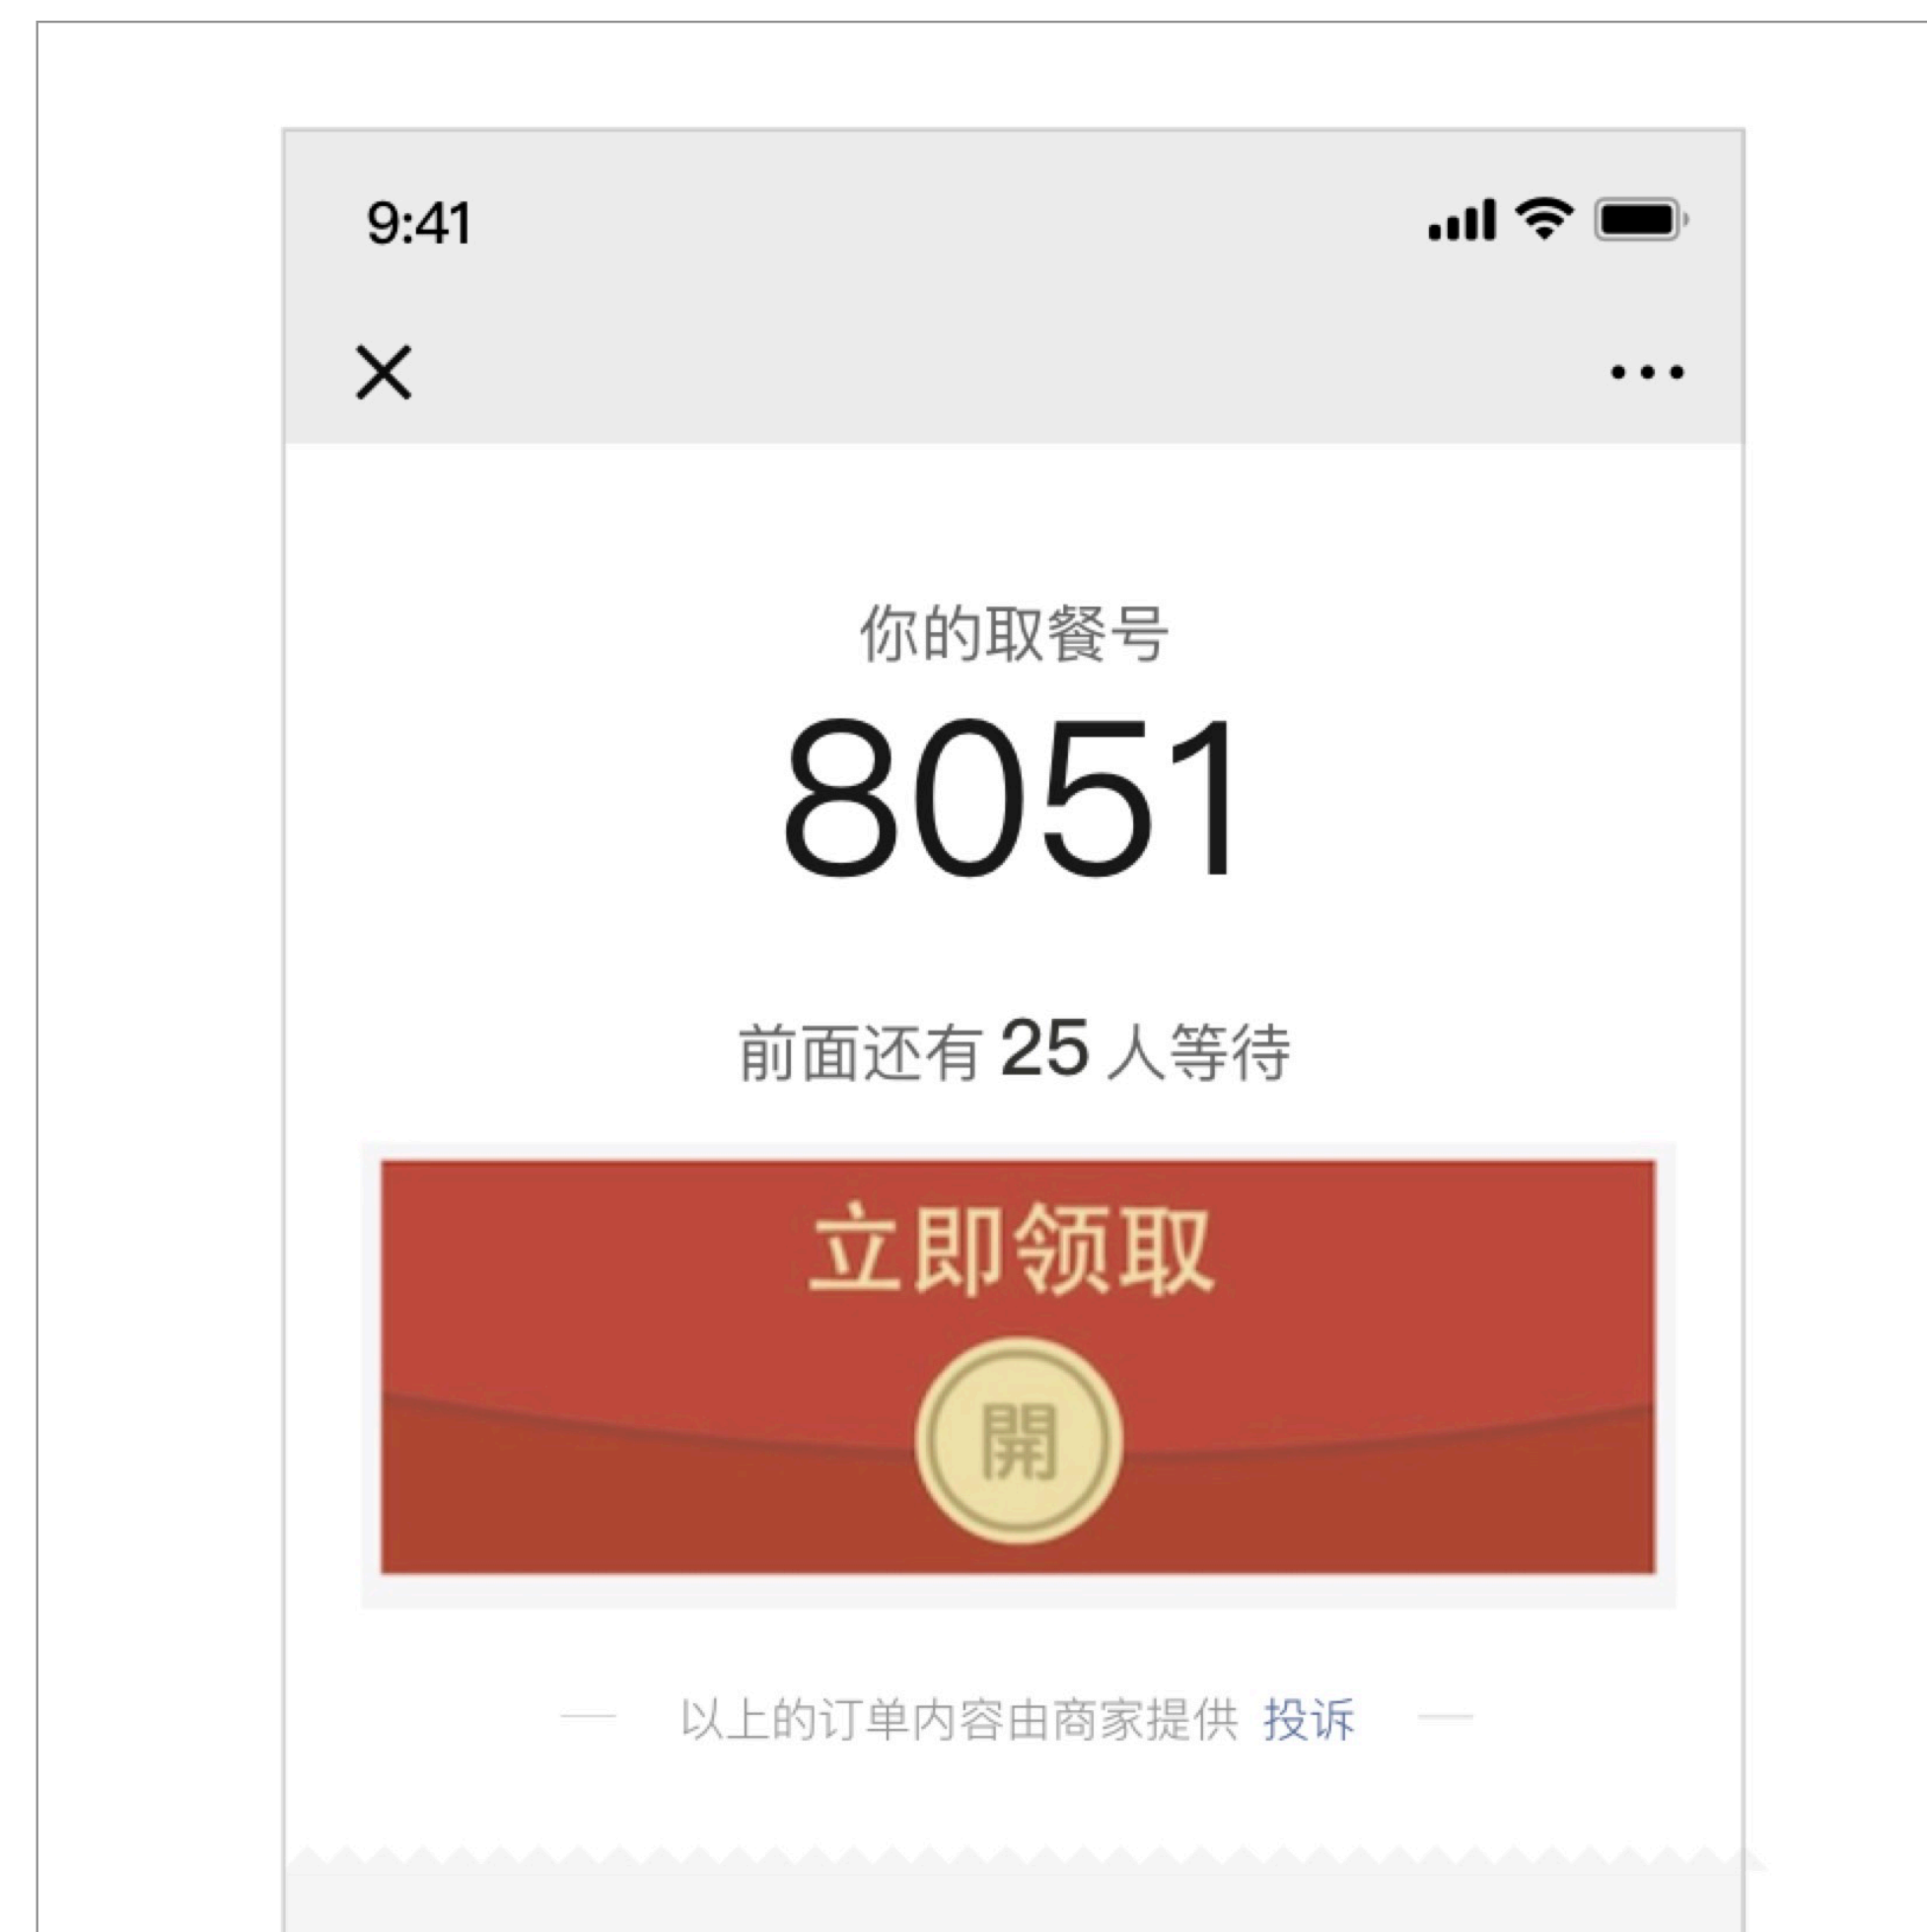 9:41
你的取餐号
8051
前面还有 25 人等待
立即领取
開
以上的订单内容由商家提供 投诉